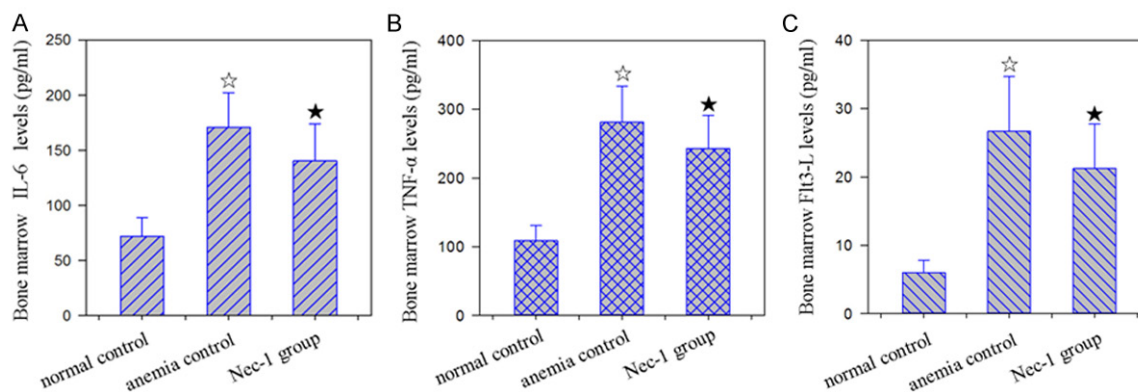 A
Bone marrow IL-6 levels (pg/ml)
250
200
150
100
50
0
normal control
anemia control
Nec-1 group
B
Bone marrow TNF-α levels (pg/ml)
400
300
200
100
0
normal control
anemia control
Nec-1 group
C
Bone marrow Flt3-L levels (pg/ml)
40
30
20
10
0
normal control
anemia control
Nec-1 group